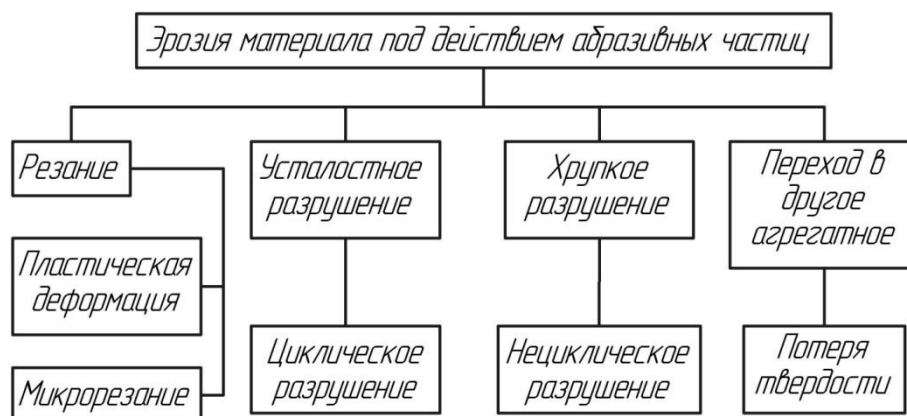 Эрозия материала под действием абразивных частиц
Резание
Пластическая
деформация
Микрорезание
Усталостное
разрушение
Циклическое
разрушение
Хрупкое
разрушение
Нециклическое
разрушение
Переход в
другое
агрегатное
Потеря
твердости